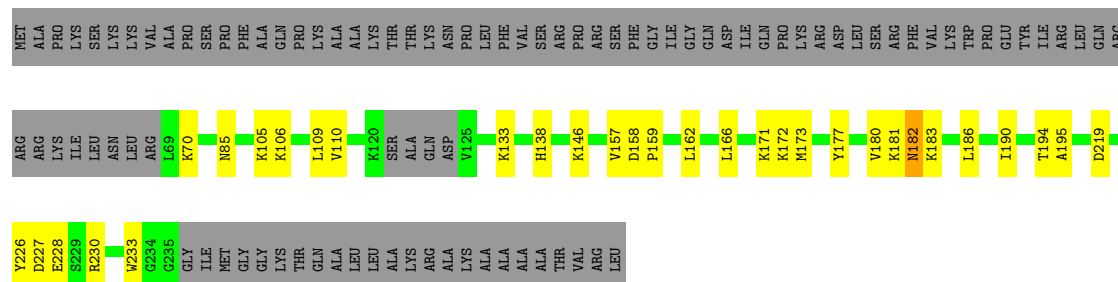 MET ALA PRO LYS SER LYS LYS VAL ALA PRO SER PRO PHE ALA GLN PRO LYS ALA ALA LYS THR THR LYS ASN PRO LEU PHE VAL SER ARG PRO ARG SER PHE GLY ILE GLY GLN ASP ILE GLN PRO LYS ARG ASP LEU SER ARG PHE VAL LYS TRP PRO GLU TYR ILE ARG LEU GLN ARG
ARG ARG LYS ILE LEU ASN LEU ARG L69 K70 N85 K105 K106 L109 V110 K120 SER ALA GLN ASP V125 K133 H138 K146 V157 D158 P159 L162 L166 K171 K172 M173 Y177 V180 K181 N182 K183 L186 I190 T194 A195 D219
Y226 D227 E228 S229 R230 W233 G234 G235 GLY ILE MET GLY GLY LYS THR GLN ALA LEU LEU ALA LYS ARG ALA LYS ALA ALA ALA ALA THR VAL ARG LEU